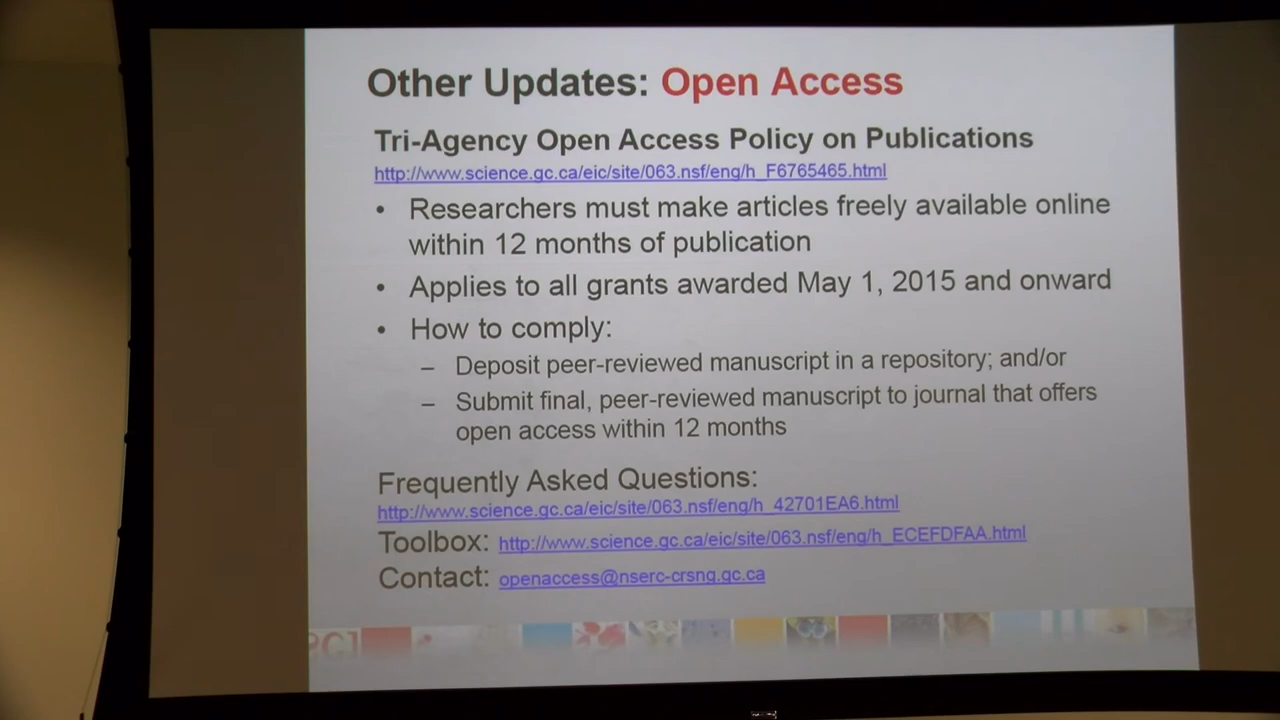 Other Updates: Open Access
Tri-Agency Open Access Policy on Publications
http://www.science.gc.ca/eic/site/063.nsf/eng/h_F6765465.html
• Researchers must make articles freely available online
within 12 months of publication
• Applies to all grants awarded May 1, 2015 and onward
• How to comply:
– Deposit peer-reviewed manuscript in a repository; and/or
– Submit final, peer-reviewed manuscript to journal that offers
open access within 12 months
Frequently Asked Questions:
http://www.science.gc.ca/eic/site/063.nsf/eng/h_42701EA6.html
Toolbox: http://www.science.gc.ca/eic/site/063.nsf/eng/h_ECEFDFAA.html
Contact: openaccess@nserc-crsng.gc.ca